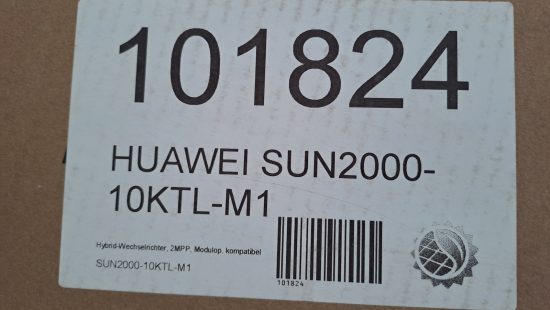 101824
HUAWEI SUN2000-
10KTL-M1
Hybrid-Wechselrichter, 2MPP, Modulop. kompatibel
SUN2000-10KTL-M1
101824